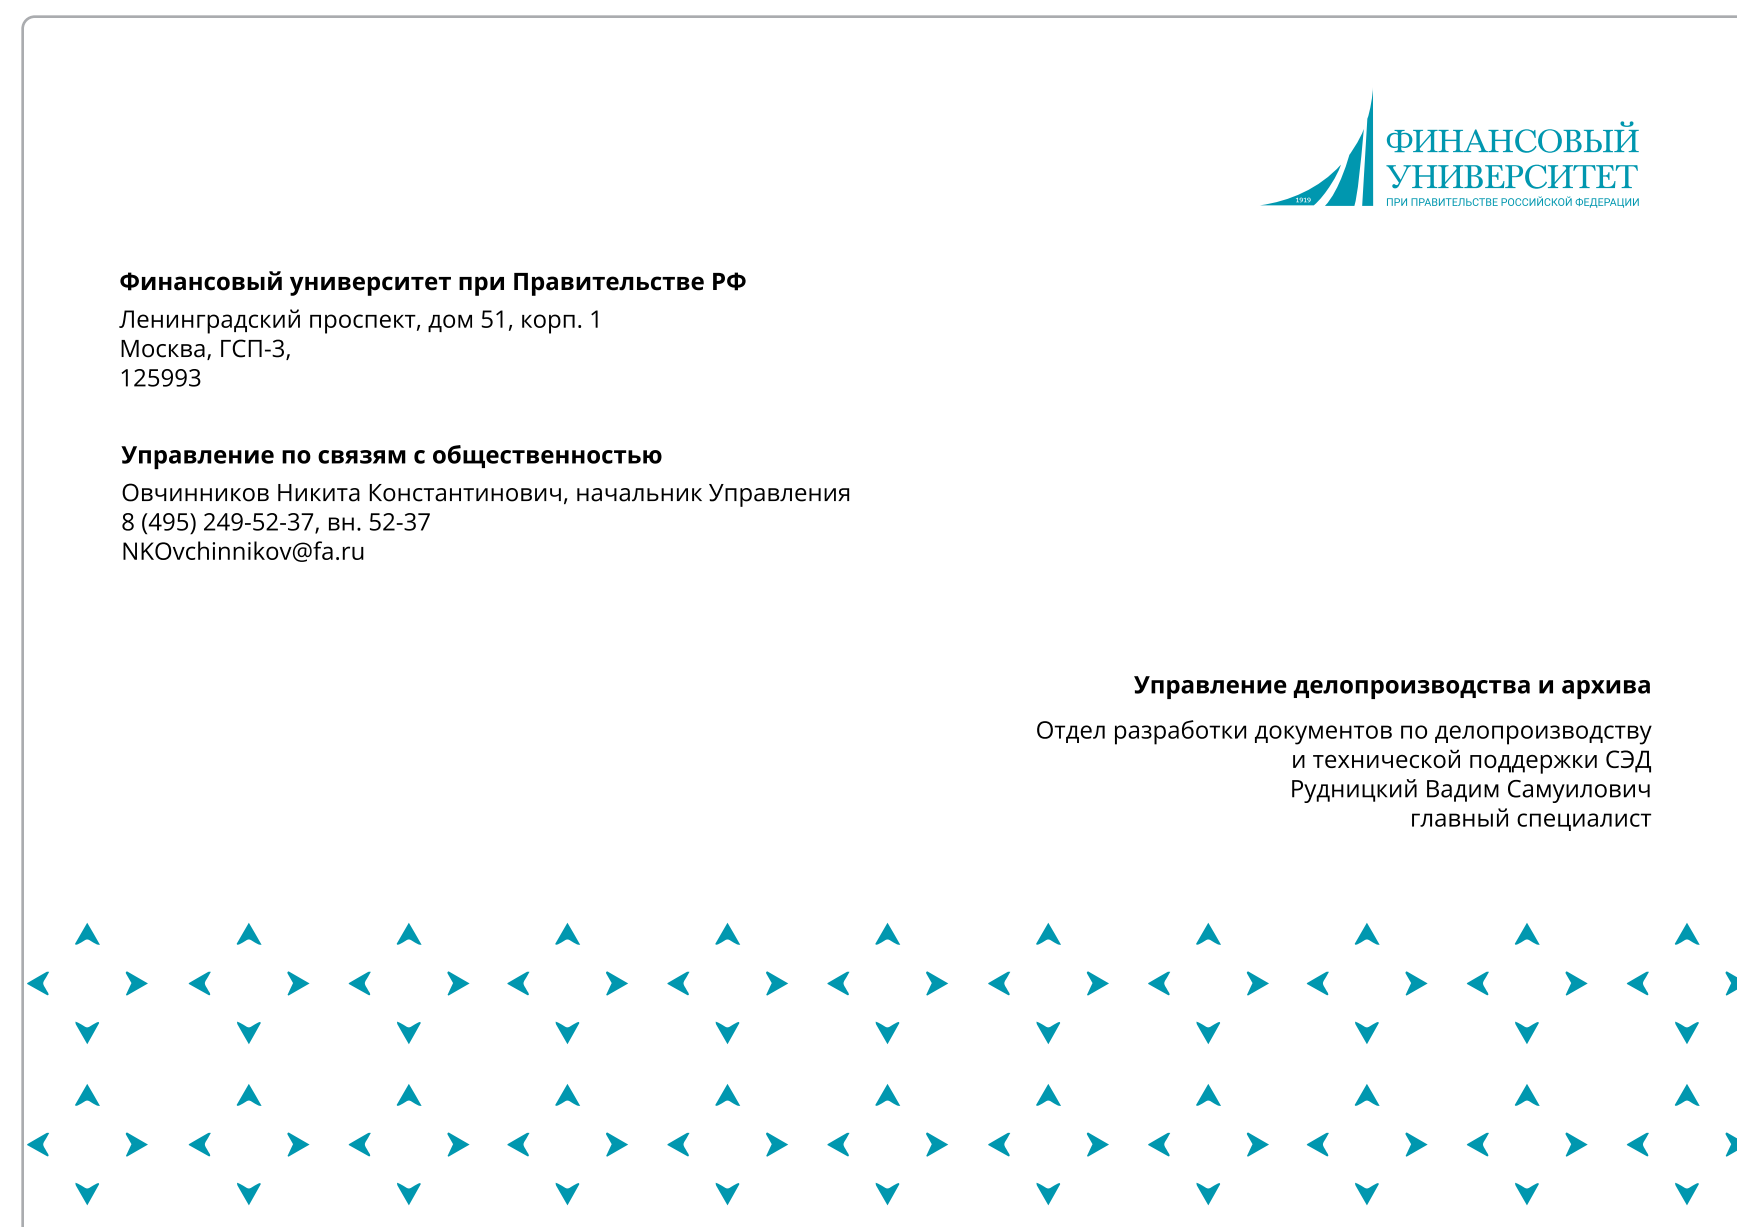 ФИНАНСОВЫЙ
УНИВЕРСИТЕТ
ПРИ ПРАВИТЕЛЬСТВЕ РОССИЙСКОЙ ФЕДЕРАЦИИ
1919
Финансовый университет при Правительстве РФ
Ленинградский проспект, дом 51, корп. 1
Москва, ГСП-3,
125993
Управление по связям с общественностью
Овчинников Никита Константинович, начальник Управления
8 (495) 249-52-37, вн. 52-37
NKOvchinnikov@fa.ru
Управление делопроизводства и архива
Отдел разработки документов по делопроизводству
и технической поддержки СЭД
Рудницкий Вадим Самуилович
главный специалист